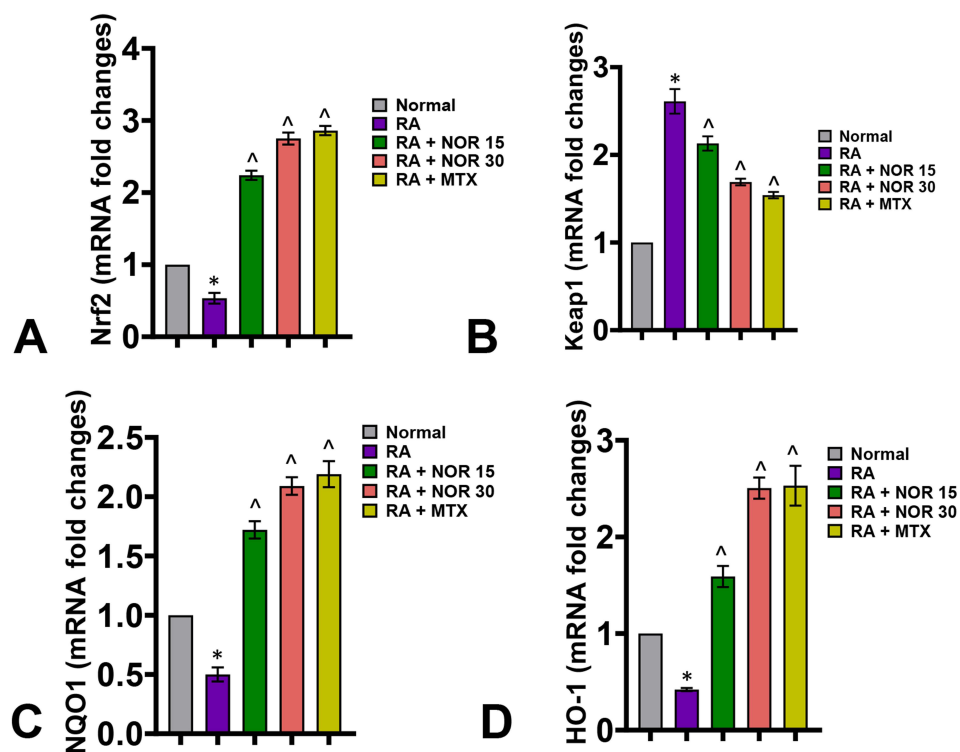 A
Nrf2 (mRNA fold changes)
4
3
2
1
0
*
^
^
^
Normal
RA
RA + NOR 15
RA + NOR 30
RA + MTX
B
Keap1 (mRNA fold changes)
3
2
1
0
*
^
^
^
Normal
RA
RA + NOR 15
RA + NOR 30
RA + MTX
C
NQO1 (mRNA fold changes)
2.5
2.0
1.5
1.0
0.5
0.0
*
^
^
^
Normal
RA
RA + NOR 15
RA + NOR 30
RA + MTX
D
HO-1 (mRNA fold changes)
3
2
1
0
*
^
^
^
Normal
RA
RA + NOR 15
RA + NOR 30
RA + MTX